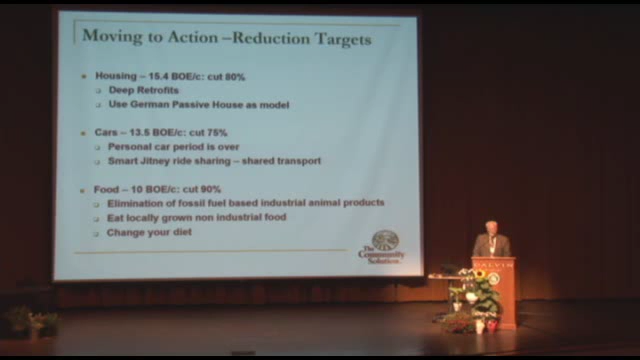 Moving to Action –Reduction Targets
Housing – 15.4 BOE/c: cut 80%
Deep Retrofits
Use German Passive House as model
Cars – 13.5 BOE/c: cut 75%
Personal car period is over
Smart Jitney ride sharing – shared transport
Food – 10 BOE/c: cut 90%
Elimination of fossil fuel based industrial animal products
Eat locally grown non industrial food
Change your diet
The
Community
Solution
CALVIN